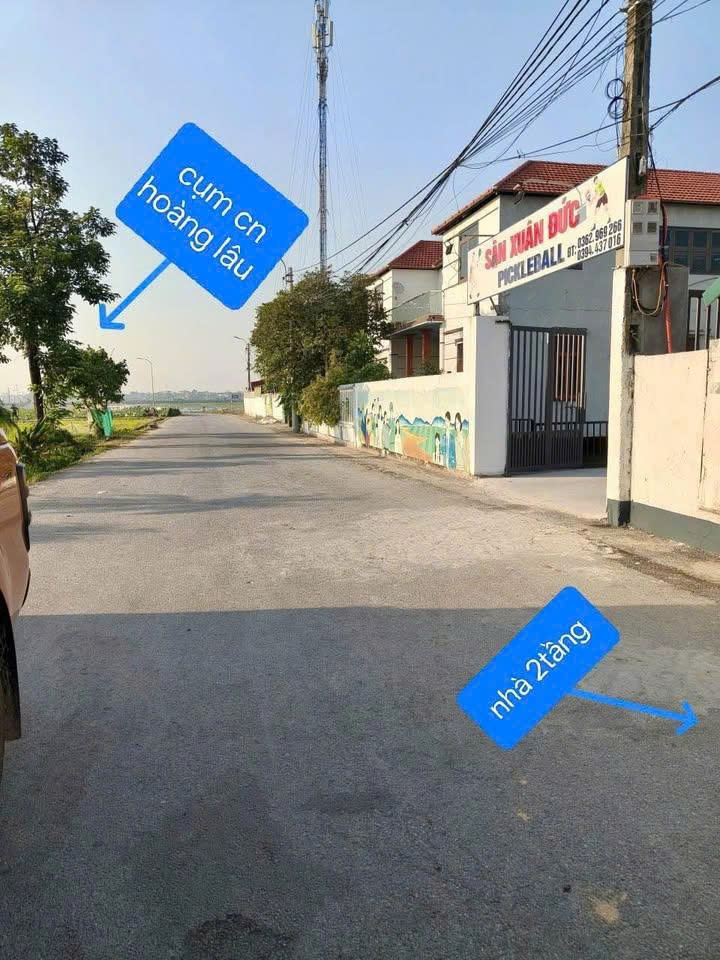 cụm cn
hoàng lâu
SÂN XUÂN ĐỨC
PICKLEBALL ĐT: 0362 969 266
0394 437 016
nhà 2tầng